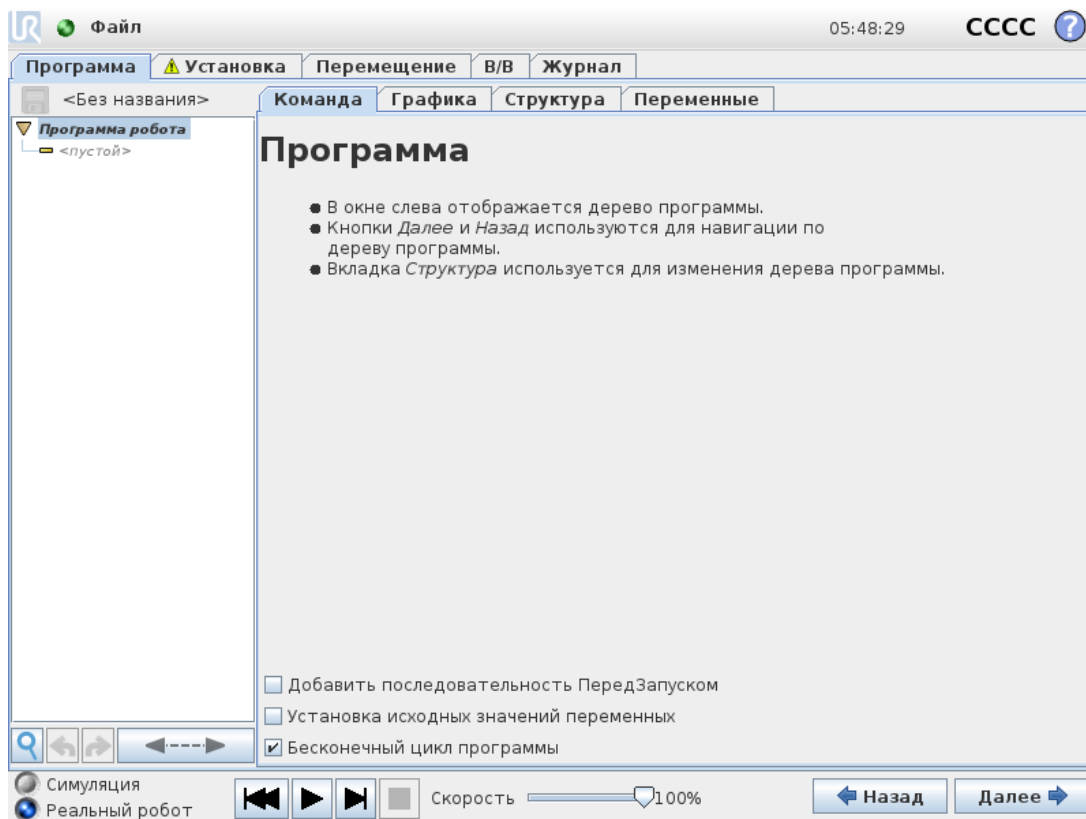 UR Файл 05:48:29 CCCC ?
Программа Установка Перемещение В/В Журнал
<Без названия> Команда Графика Структура Переменные
Программа робота
<пустой>
Программа
В окне слева отображается дерево программы.
Кнопки Далее и Назад используются для навигации по
дереву программы.
Вкладка Структура используется для изменения дерева программы.
Добавить последовательность ПередЗапуском
Установка исходных значений переменных
Бесконечный цикл программы
Симуляция
Реальный робот
Скорость 100%
Назад Далее